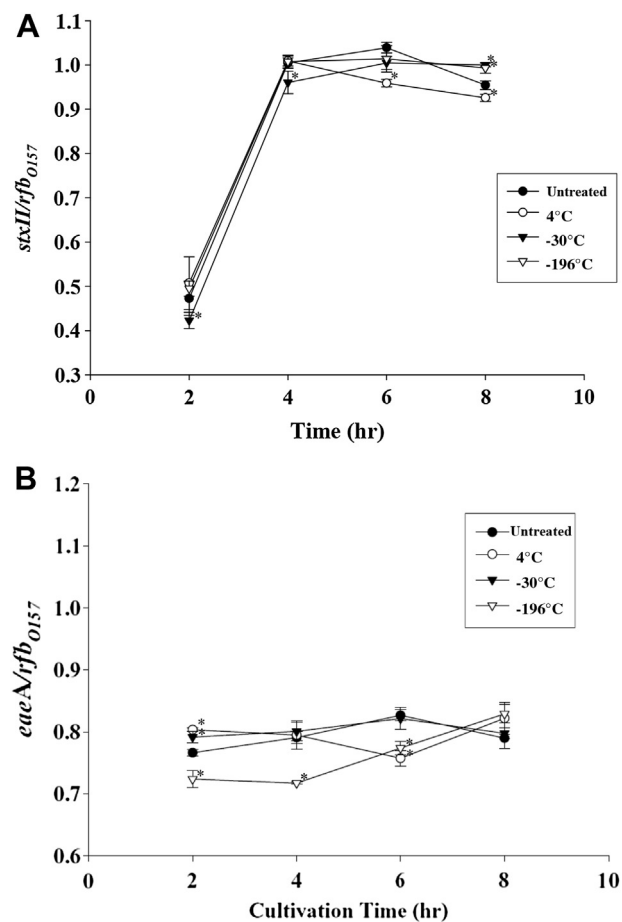 A
1.1
1.0
0.9
0.8
0.7
0.6
0.5
0.4
0.3
stxII/rfbO157
* * * * * *
Untreated
4°C
-30°C
-196°C
0 2 4 6 8 10
Time (hr)
B
1.2
1.1
1.0
0.9
0.8
0.7
0.6
eaeA/rfbO157
Untreated
4°C
-30°C
-196°C
* * * * * *
0 2 4 6 8 10
Cultivation Time (hr)